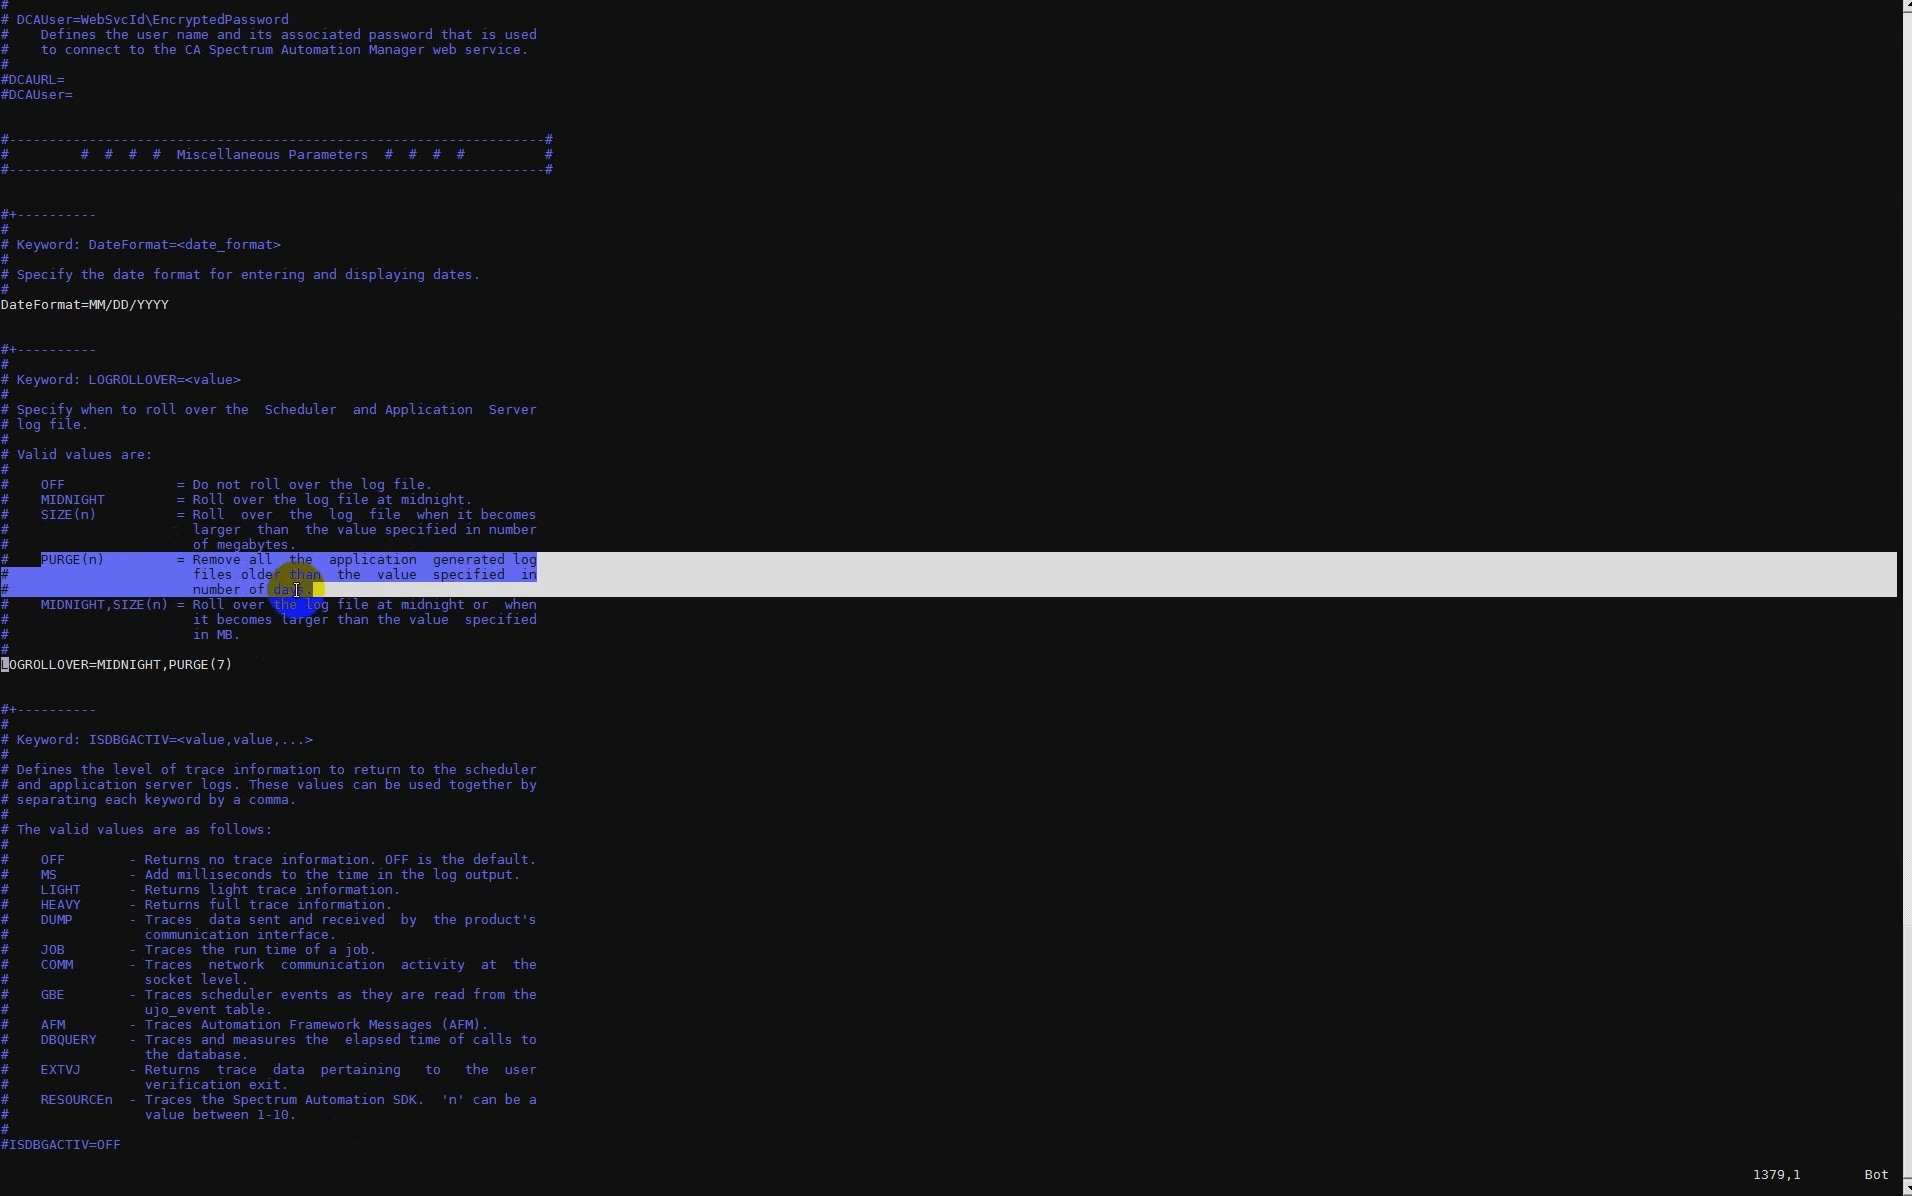 #
# DCAUser=WebSvcId\EncryptedPassword
#    Defines the user name and its associated password that is used
#    to connect to the CA Spectrum Automation Manager web service.
#
#DCAURL=
#DCAUser=
#-------------------------------------------------------------------#
#         #  #  #  #  Miscellaneous Parameters  #  #  #  #          #
#-------------------------------------------------------------------#
#+----------
#
# Keyword: DateFormat=<date_format>
#
# Specify the date format for entering and displaying dates.
#
DateFormat=MM/DD/YYYY
#+----------
#
# Keyword: LOGROLLOVER=<value>
#
# Specify when to roll over the  Scheduler  and Application  Server
# log file.
#
# Valid values are:
#
#    OFF              = Do not roll over the log file.
#    MIDNIGHT         = Roll over the log file at midnight.
#    SIZE(n)          = Roll  over  the  log  file  when it becomes
#                       larger  than  the value specified in number
#                       of megabytes.
#    PURGE(n)         = Remove all  the  application  generated log
#                       files older than  the  value  specified  in
#                       number of days.
#    MIDNIGHT,SIZE(n) = Roll over the log file at midnight or  when
#                       it becomes larger than the value  specified
#                       in MB.
#
LOGROLLOVER=MIDNIGHT,PURGE(7)
#+----------
#
# Keyword: ISDBGACTIV=<value,value,...>
#
# Defines the level of trace information to return to the scheduler
# and application server logs. These values can be used together by
# separating each keyword by a comma.
#
# The valid values are as follows:
#
#    OFF        - Returns no trace information. OFF is the default.
#    MS         - Add milliseconds to the time in the log output.
#    LIGHT      - Returns light trace information.
#    HEAVY      - Returns full trace information.
#    DUMP       - Traces  data sent and received  by  the product's
#                 communication interface.
#    JOB        - Traces the run time of a job.
#    COMM       - Traces  network  communication  activity  at  the
#                 socket level.
#    GBE        - Traces scheduler events as they are read from the
#                 ujo_event table.
#    AFM        - Traces Automation Framework Messages (AFM).
#    DBQUERY    - Traces and measures the  elapsed time of calls to
#                 the database.
#    EXTVJ      - Returns  trace  data  pertaining   to   the  user
#                 verification exit.
#    RESOURCEn  - Traces the Spectrum Automation SDK.  'n' can be a
#                 value between 1-10.
#
#ISDBGACTIV=OFF
1379,1        Bot